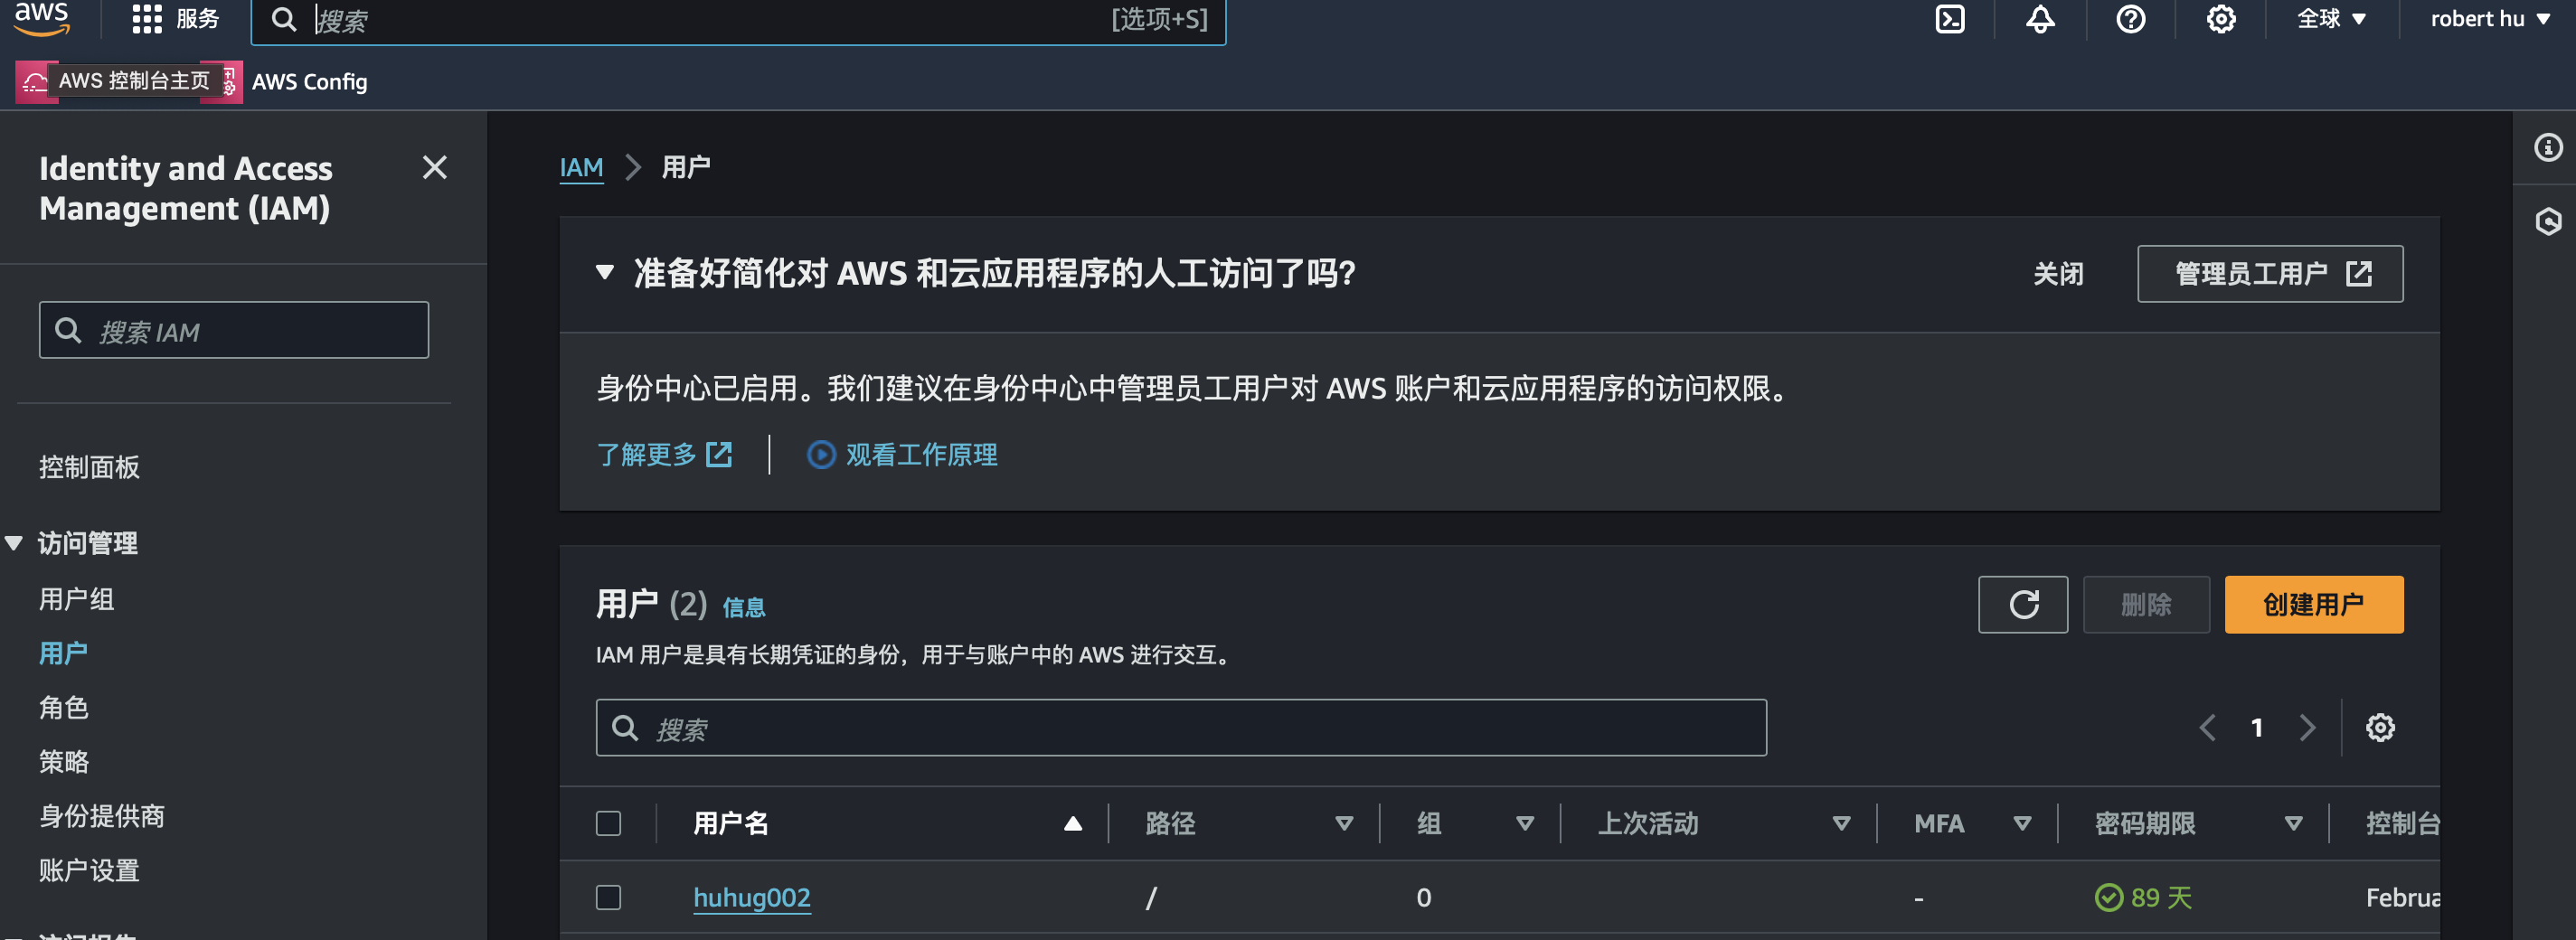 aws
服务
搜索
[选项+S]
全球
robert hu
AWS 控制台主页
AWS Config
Identity and Access
Management (IAM)
搜索 IAM
控制面板
访问管理
用户组
用户
角色
策略
身份提供商
账户设置
访问报告
IAM
用户
准备好简化对 AWS 和云应用程序的人工访问了吗?
关闭
管理员工用户
身份中心已启用。我们建议在身份中心中管理员工用户对 AWS 账户和云应用程序的访问权限。
了解更多
观看工作原理
用户 (2) 信息
删除
创建用户
IAM 用户是具有长期凭证的身份，用于与账户中的 AWS 进行交互。
搜索
1
用户名 路径 组 上次活动 MFA 密码期限 控制台
huhug002 / 0 - 89 天 Februa